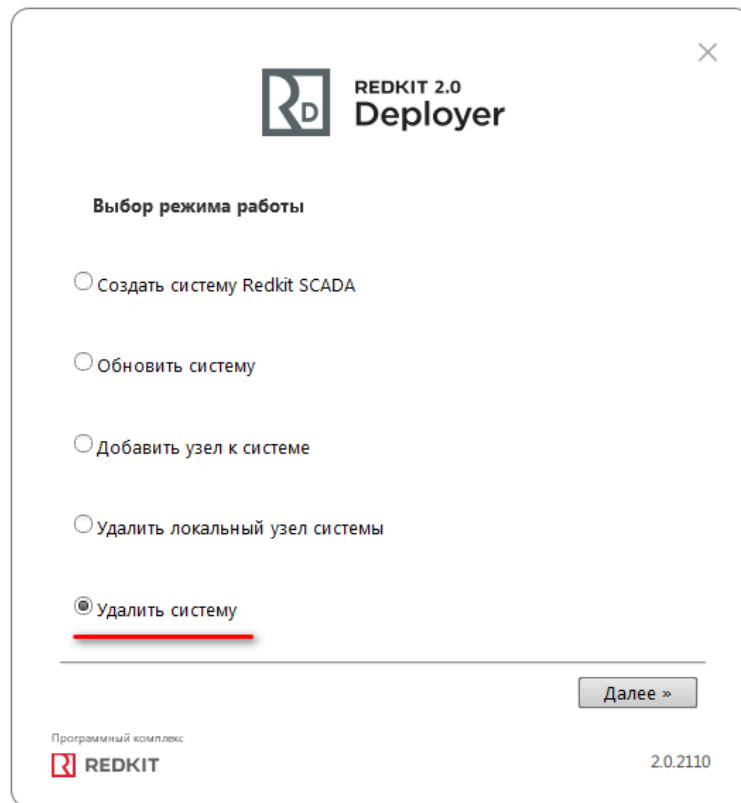 REDKIT 2.0
Deployer
Выбор режима работы
Создать систему Redkit SCADA
Обновить систему
Добавить узел к системе
Удалить локальный узел системы
Удалить систему
Далее »
Программный комплекс
REDKIT
2.0.2110